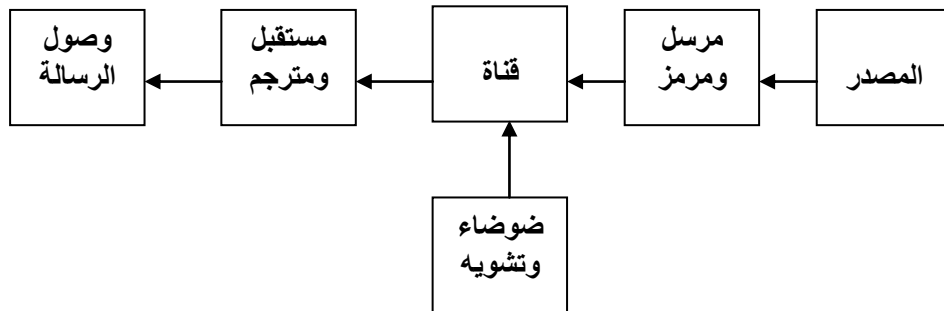 المصدر
مرسل
ومرمز
قناة
مستقبل
ومترجم
وصول
الرسالة
ضوضاء
وتشويه